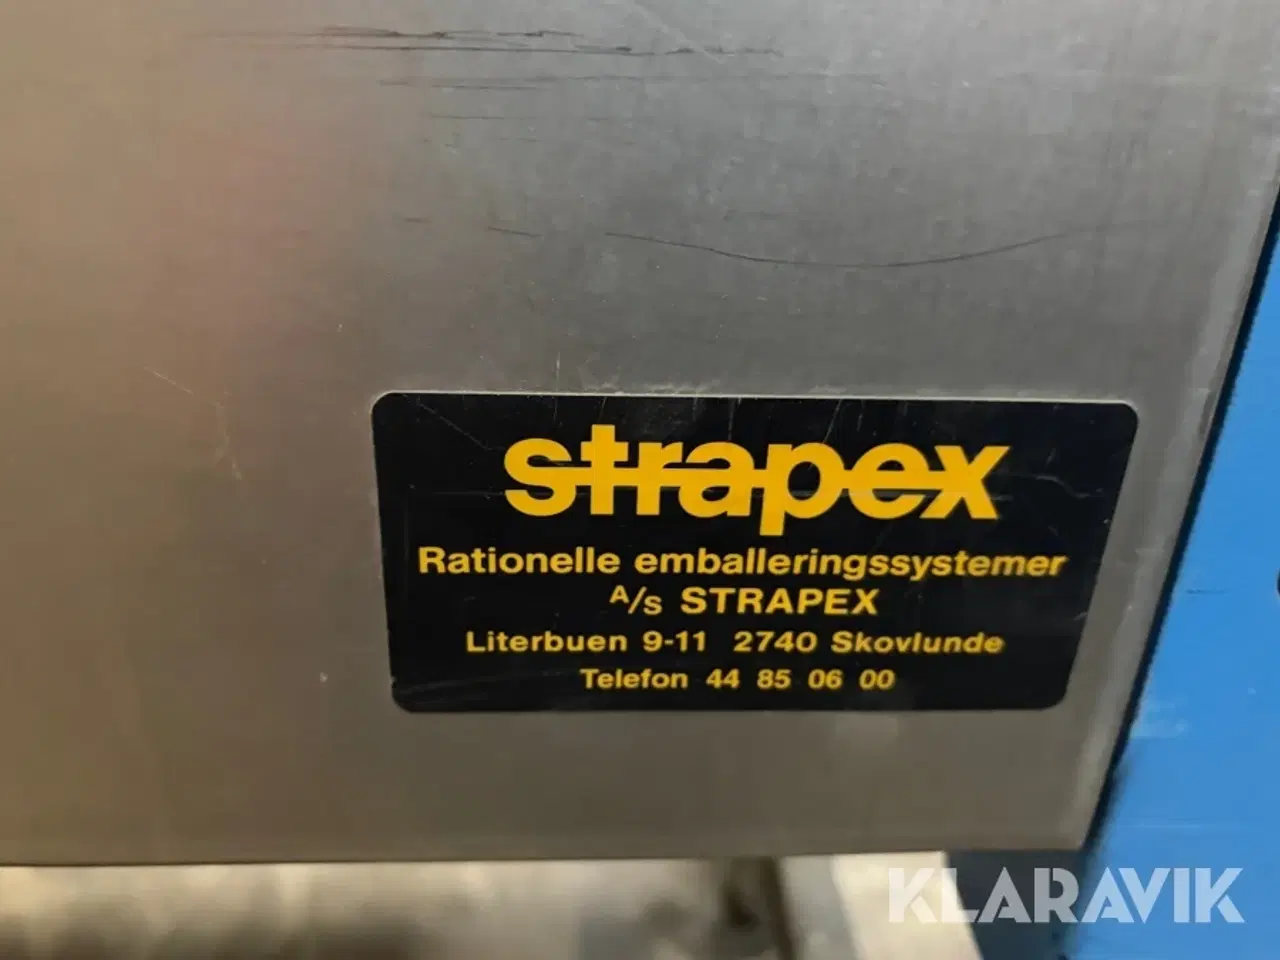 strapex
Rationelle emballeringssystemer
A/s STRAPEX
Literbuen 9-11 2740 Skovlunde
Telefon 44 85 06 00
KLARAVIK